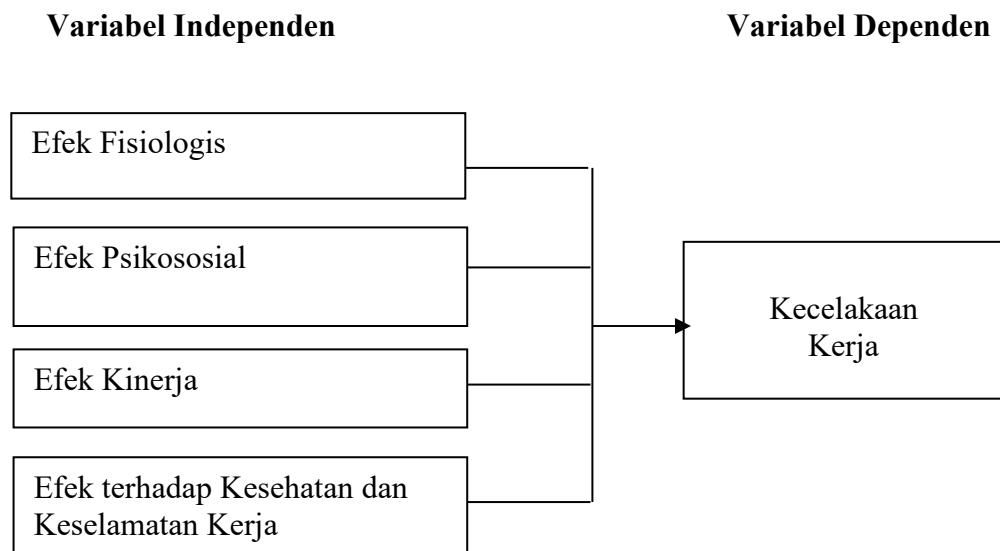 Variabel Independen
Variabel Dependen
Efek Fisiologis
Efek Psikososial
Efek Kinerja
Efek terhadap Kesehatan dan
Keselamatan Kerja
Kecelakaan
Kerja